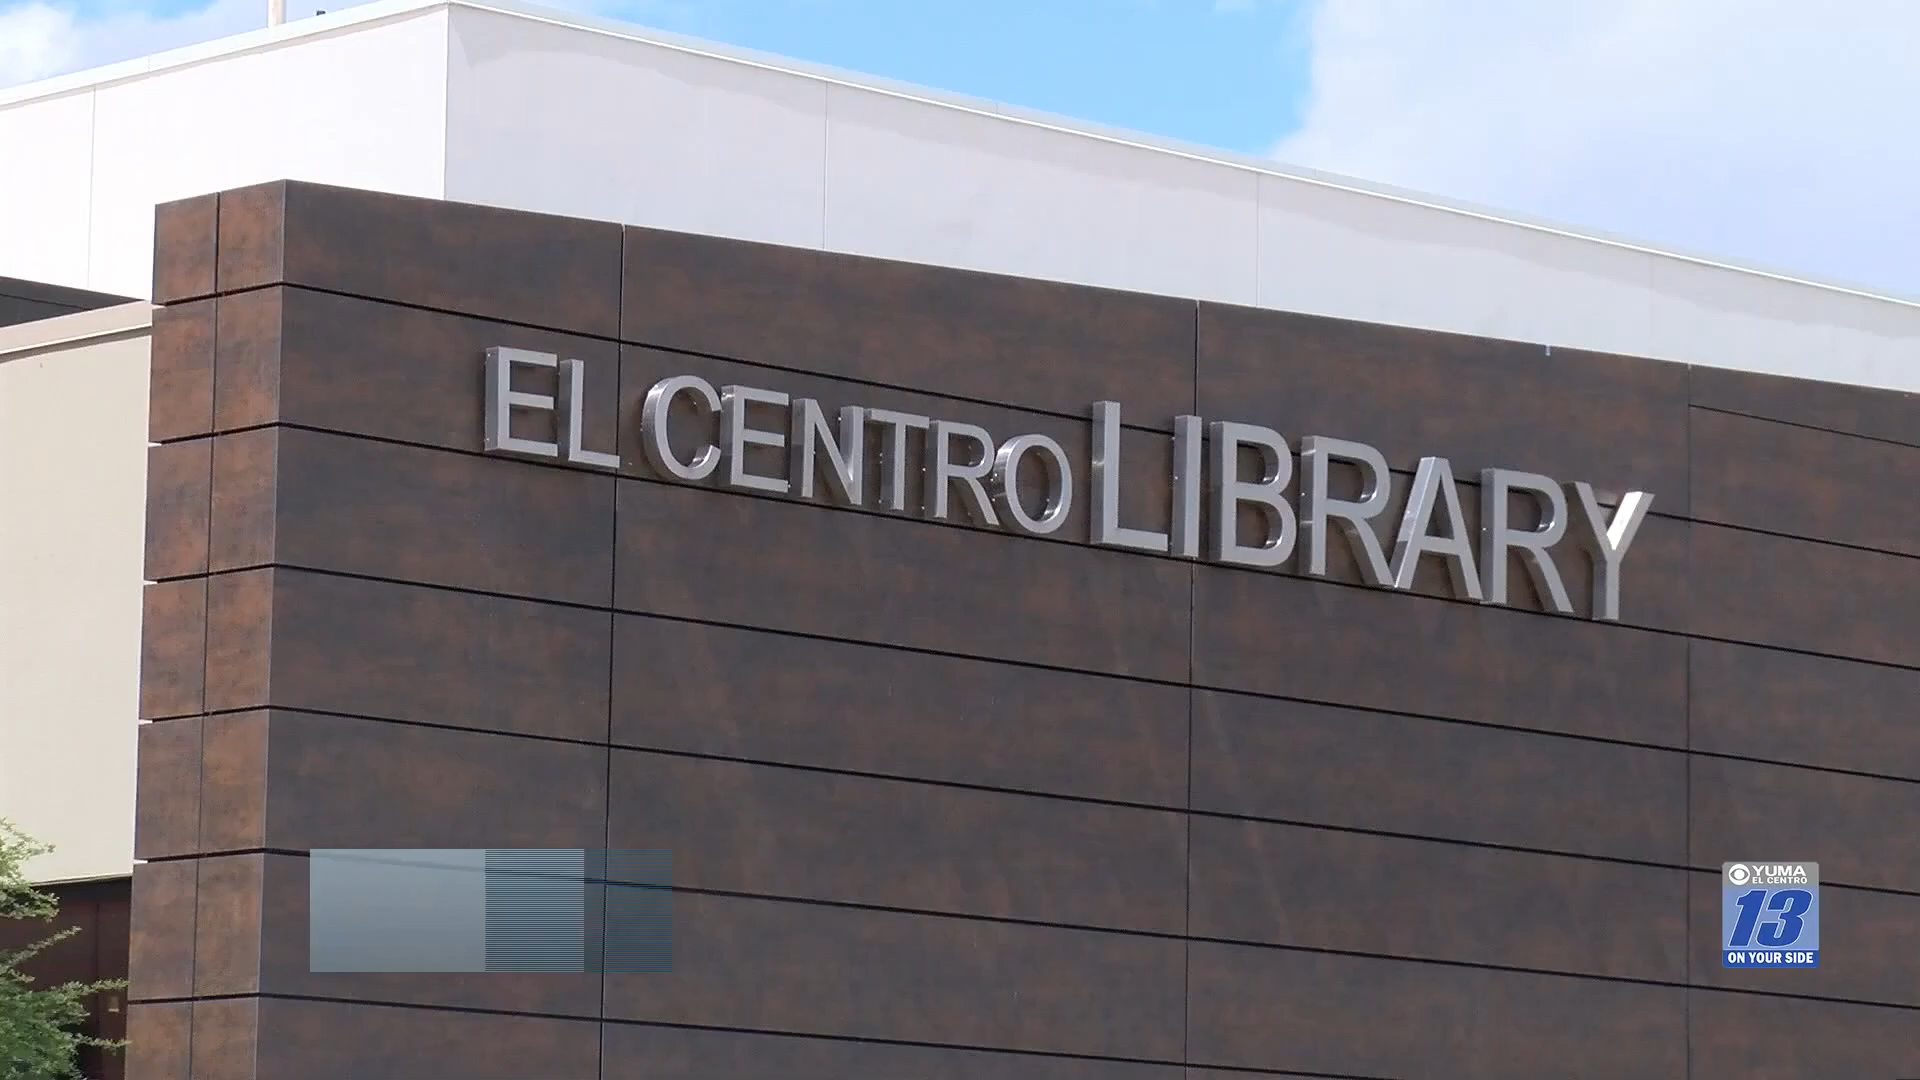 EL CENTRO LIBRARY
YUMA
EL CENTRO
13
ON YOUR SIDE